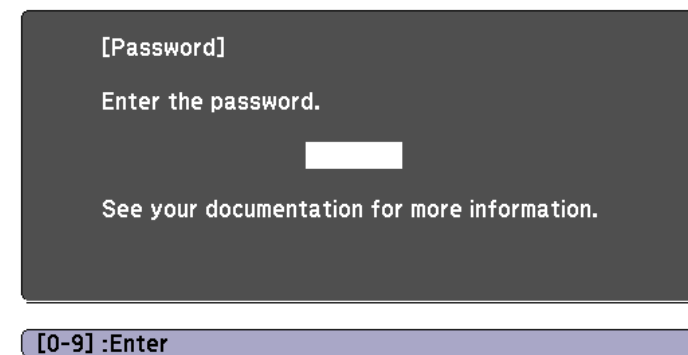 [Password]
Enter the password.
See your documentation for more information.
[0-9] :Enter